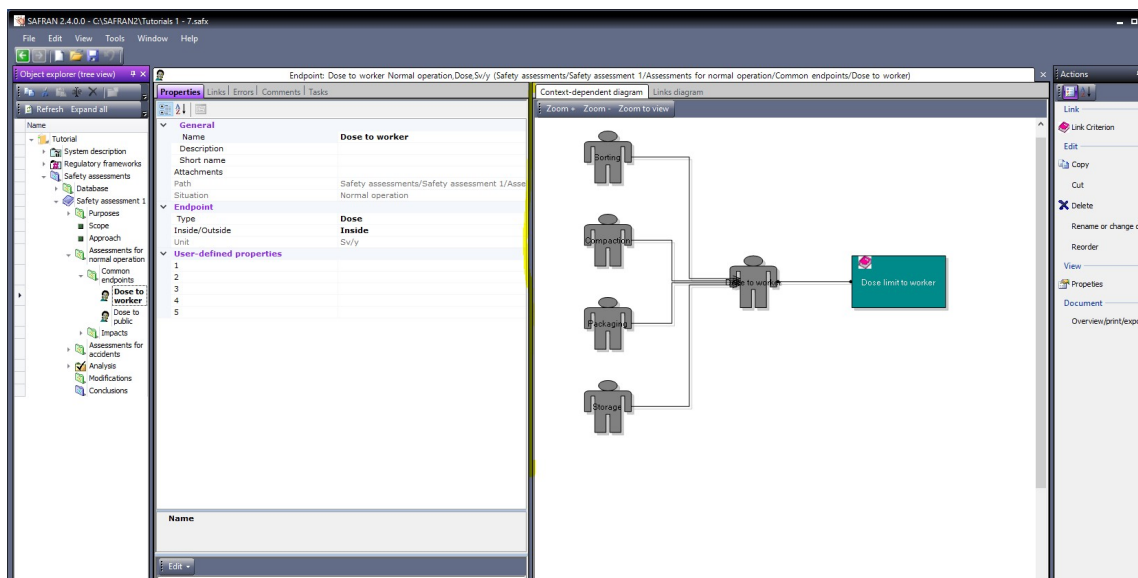 SAFRAN 2.4.0.0 - C:\SAFRAN2\Tutorials 1 - 7.safx
File Edit View Tools Window Help
Object explorer (tree view)
Refresh Expand all
Name
Tutorial
System description
Regulatory frameworks
Safety assessments
Database
Safety assessment 1
Purposes
Scope
Approach
Assessments for
normal operation
Common
endpoints
Dose to
worker
Dose to
public
Impacts
Assessments for
accidents
Analysis
Modifications
Conclusions
Endpoint: Dose to worker Normal operation,Dose,Sv/y (Safety assessments/Safety assessment 1/Assessments for normal operation/Common endpoints/Dose to worker)
Properties Links Errors Comments Tasks
General
Name Dose to worker
Description
Short name
Attachments
Path Safety assessments/Safety assessment 1/Asse
Situation Normal operation
Endpoint
Type Dose
Inside/Outside Inside
Unit Sv/y
User-defined properties
1
2
3
4
5
Name
Edit
Context-dependent diagram Links diagram
Zoom + Zoom - Zoom to view
Sorting
Compaction
Dose to worker
Dose limit to worker
Packaging
Storage
Actions
Link
Link Criterion
Edit
Copy
Cut
Delete
Rename or change
Reorder
View
Propeties
Document
Overview/print/expo